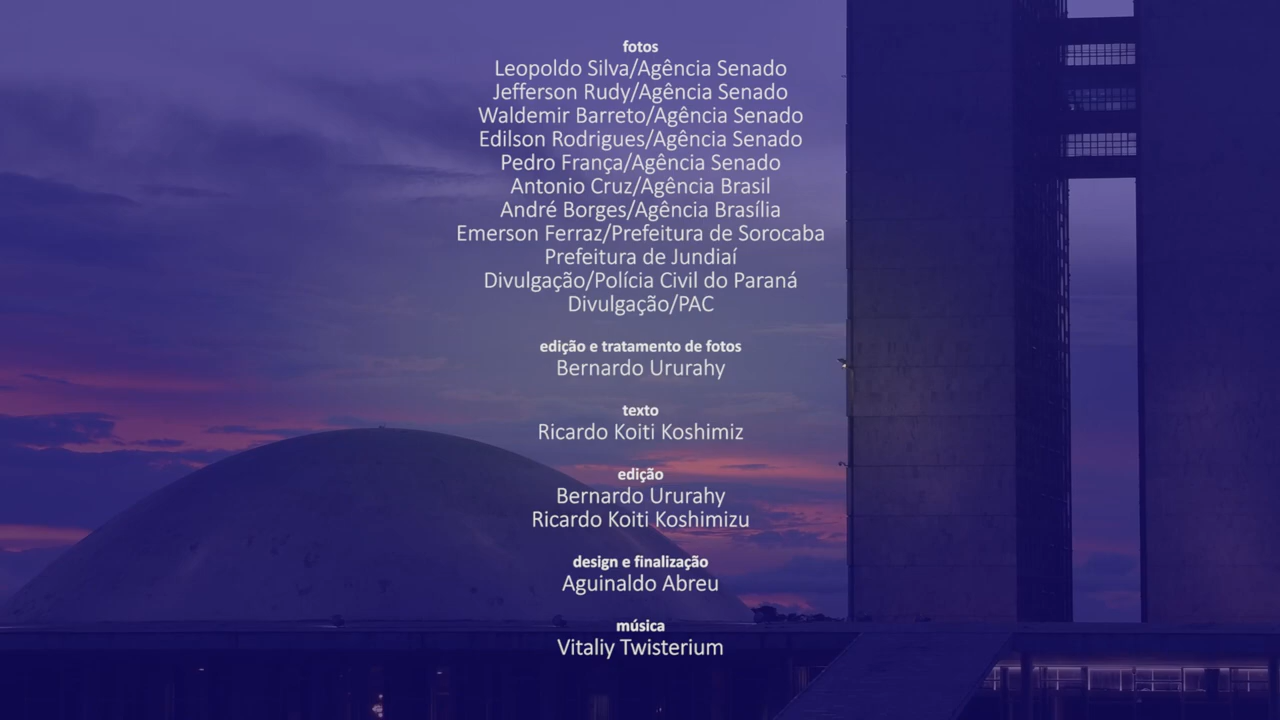 fotos
Leopoldo Silva/Agência Senado
Jefferson Rudy/Agência Senado
Waldemir Barreto/Agência Senado
Edilson Rodrigues/Agência Senado
Pedro França/Agência Senado
Antonio Cruz/Agência Brasil
André Borges/Agência Brasília
Emerson Ferraz/Prefeitura de Sorocaba
Prefeitura de Jundiaí
Divulgação/Polícia Civil do Paraná
Divulgação/PAC
edição e tratamento de fotos
Bernardo Ururahy
texto
Ricardo Koiti Koshimiz
edição
Bernardo Ururahy
Ricardo Koiti Koshimizu
design e finalização
Aguinaldo Abreu
música
Vitaliy Twisterium